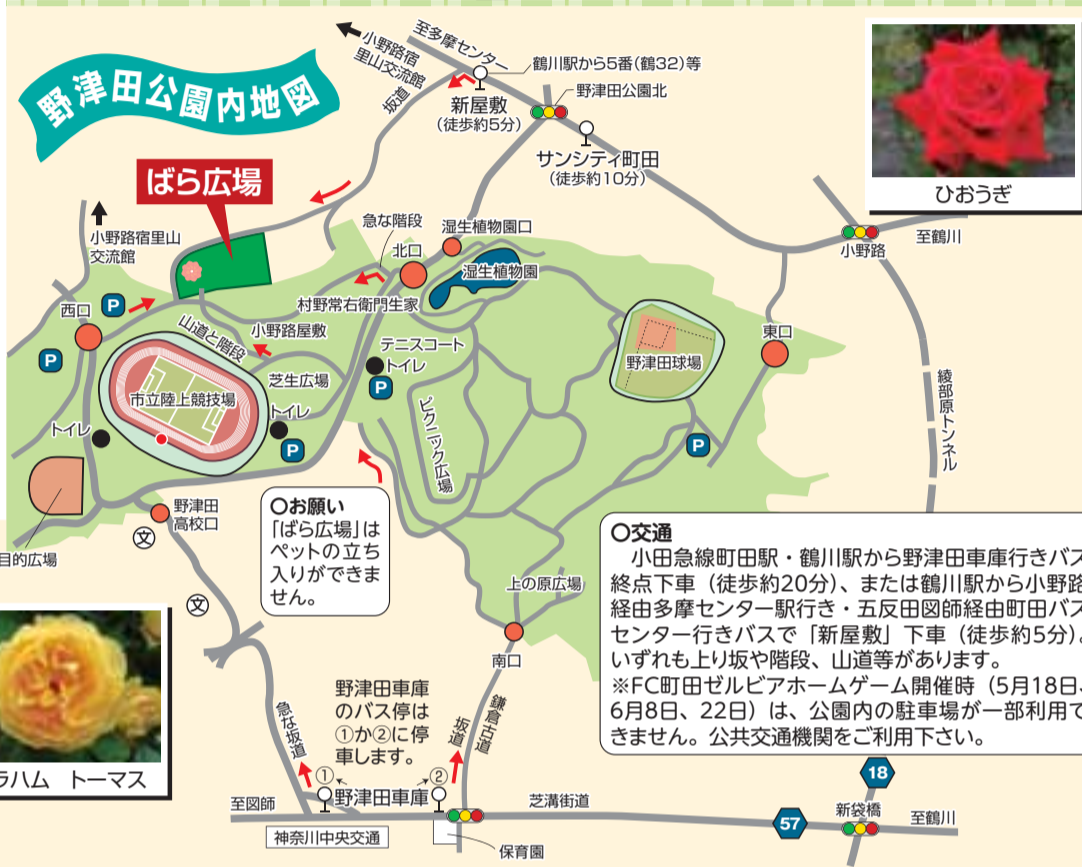 野津田公園内地図
ばら広場
小野路宿
里山交流館
至多摩センター
坂道
鶴川駅から5番(鶴32)等
新屋敷
(徒歩約5分)
野津田公園北
サンシティ町田
(徒歩約10分)
ひおうぎ
小野路
至鶴川
小野路宿里山
交流館
急な階段
北口
湿生植物園口
湿生植物園
村野常右衛門生家
西口
P
P
山道と階段
小野路屋敷
テニスコート
トイレ
P
芝生広場
市立陸上競技場
トイレ
トイレ
P
ピクニック広場
野津田球場
東口
P
綾部原トンネル
目的広場
野津田
高校口
文
文
○お願い
「ばら広場」は
ペットの立ち
入りができま
せん。
上の原広場
南口
○交通
小田急線町田駅・鶴川駅から野津田車庫行きバス
終点下車（徒歩約20分）、または鶴川駅から小野路
経由多摩センター駅行き・五反田図師経由町田バス
センター行きバスで「新屋敷」下車（徒歩約5分）。
いずれも上り坂や階段、山道等があります。
※FC町田ゼルビアホームゲーム開催時（5月18日、
6月8日、22日）は、公園内の駐車場が一部利用で
きません。公共交通機関をご利用下さい。
ラハム トーマス
野津田車庫
のバス停は
①か②に停
車します。
急な坂道
坂道
鎌倉古道
①
②
野津田車庫
至図師
神奈川中央交通
芝溝街道
保育園
57
18
新袋橋
至鶴川